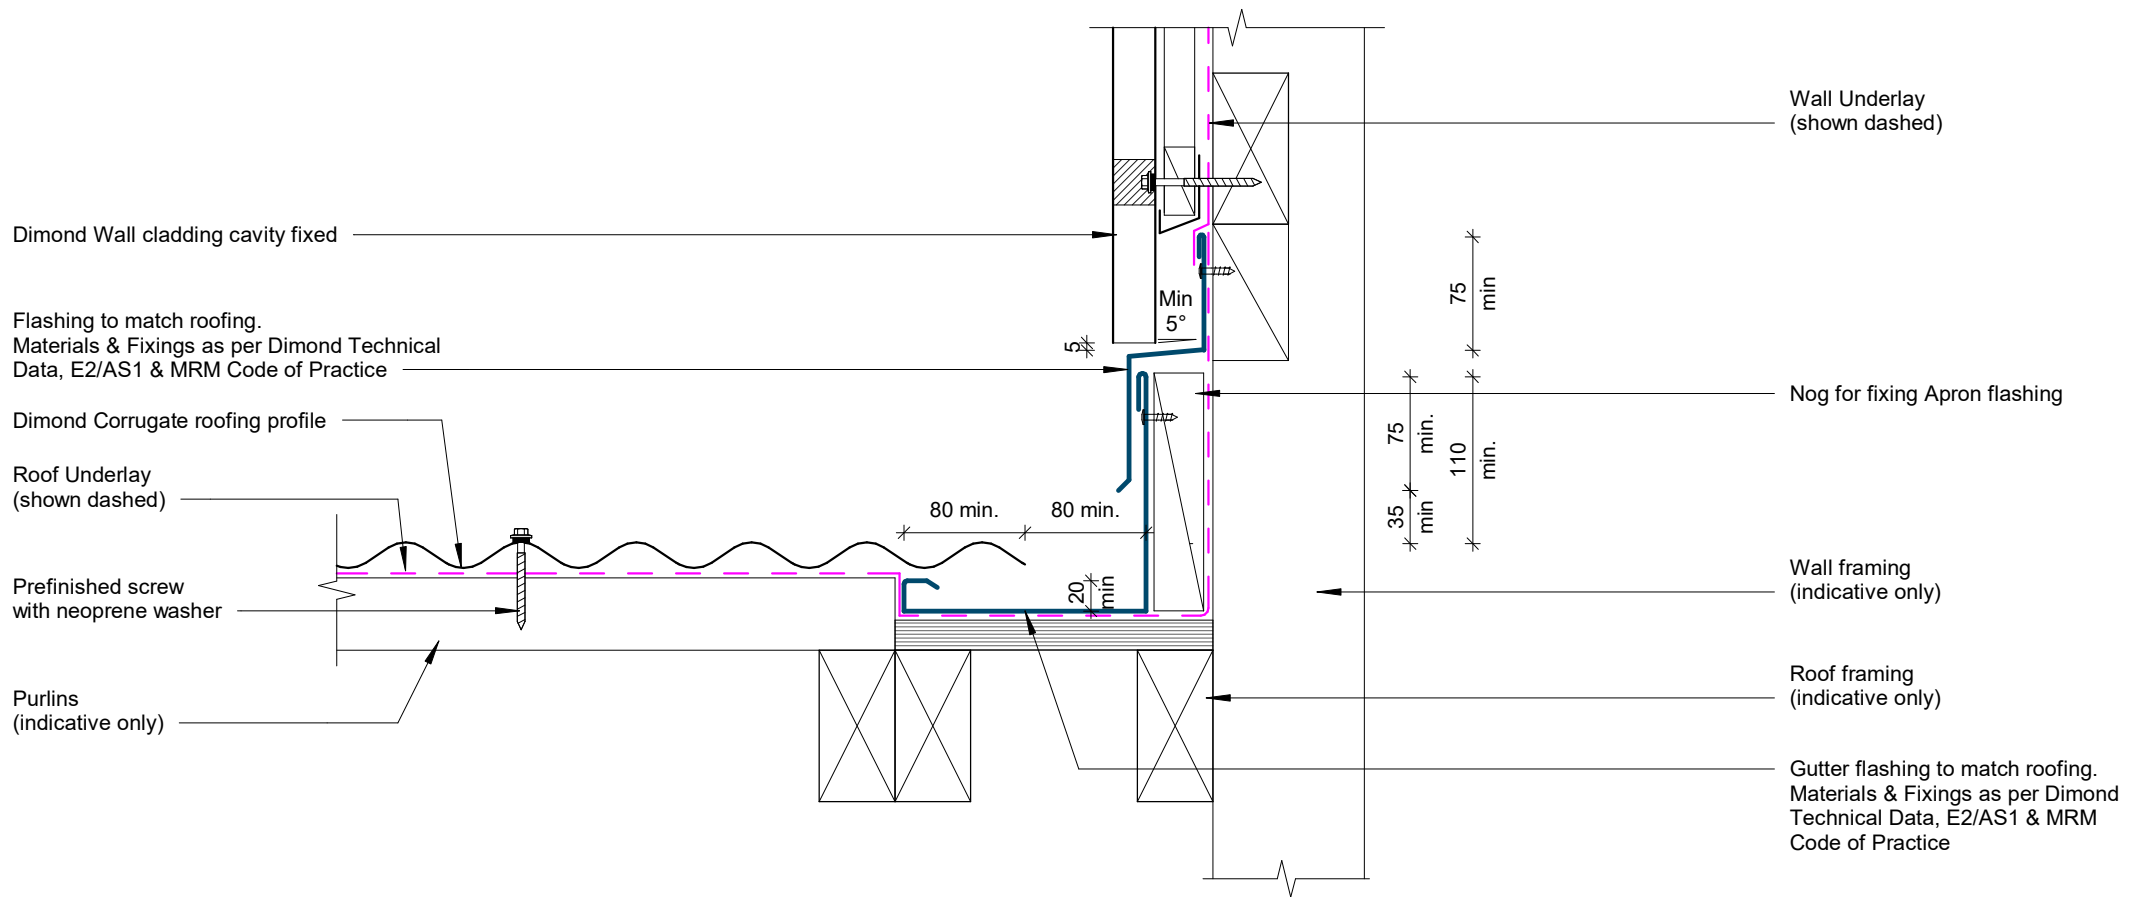 Dimond Wall cladding cavity fixed
Flashing to match roofing.
Materials & Fixings as per Dimond Technical
Data, E2/AS1 & MRM Code of Practice
Dimond Corrugate roofing profile
Roof Underlay
(shown dashed)
Prefinished screw
with neoprene washer
Purlins
(indicative only)
Min
5°
5
80 min.
80 min.
20
min
75
min
75
min.
110
min.
35
min
Wall Underlay
(shown dashed)
Nog for fixing Apron flashing
Wall framing
(indicative only)
Roof framing
(indicative only)
Gutter flashing to match roofing.
Materials & Fixings as per Dimond
Technical Data, E2/AS1 & MRM
Code of Practice